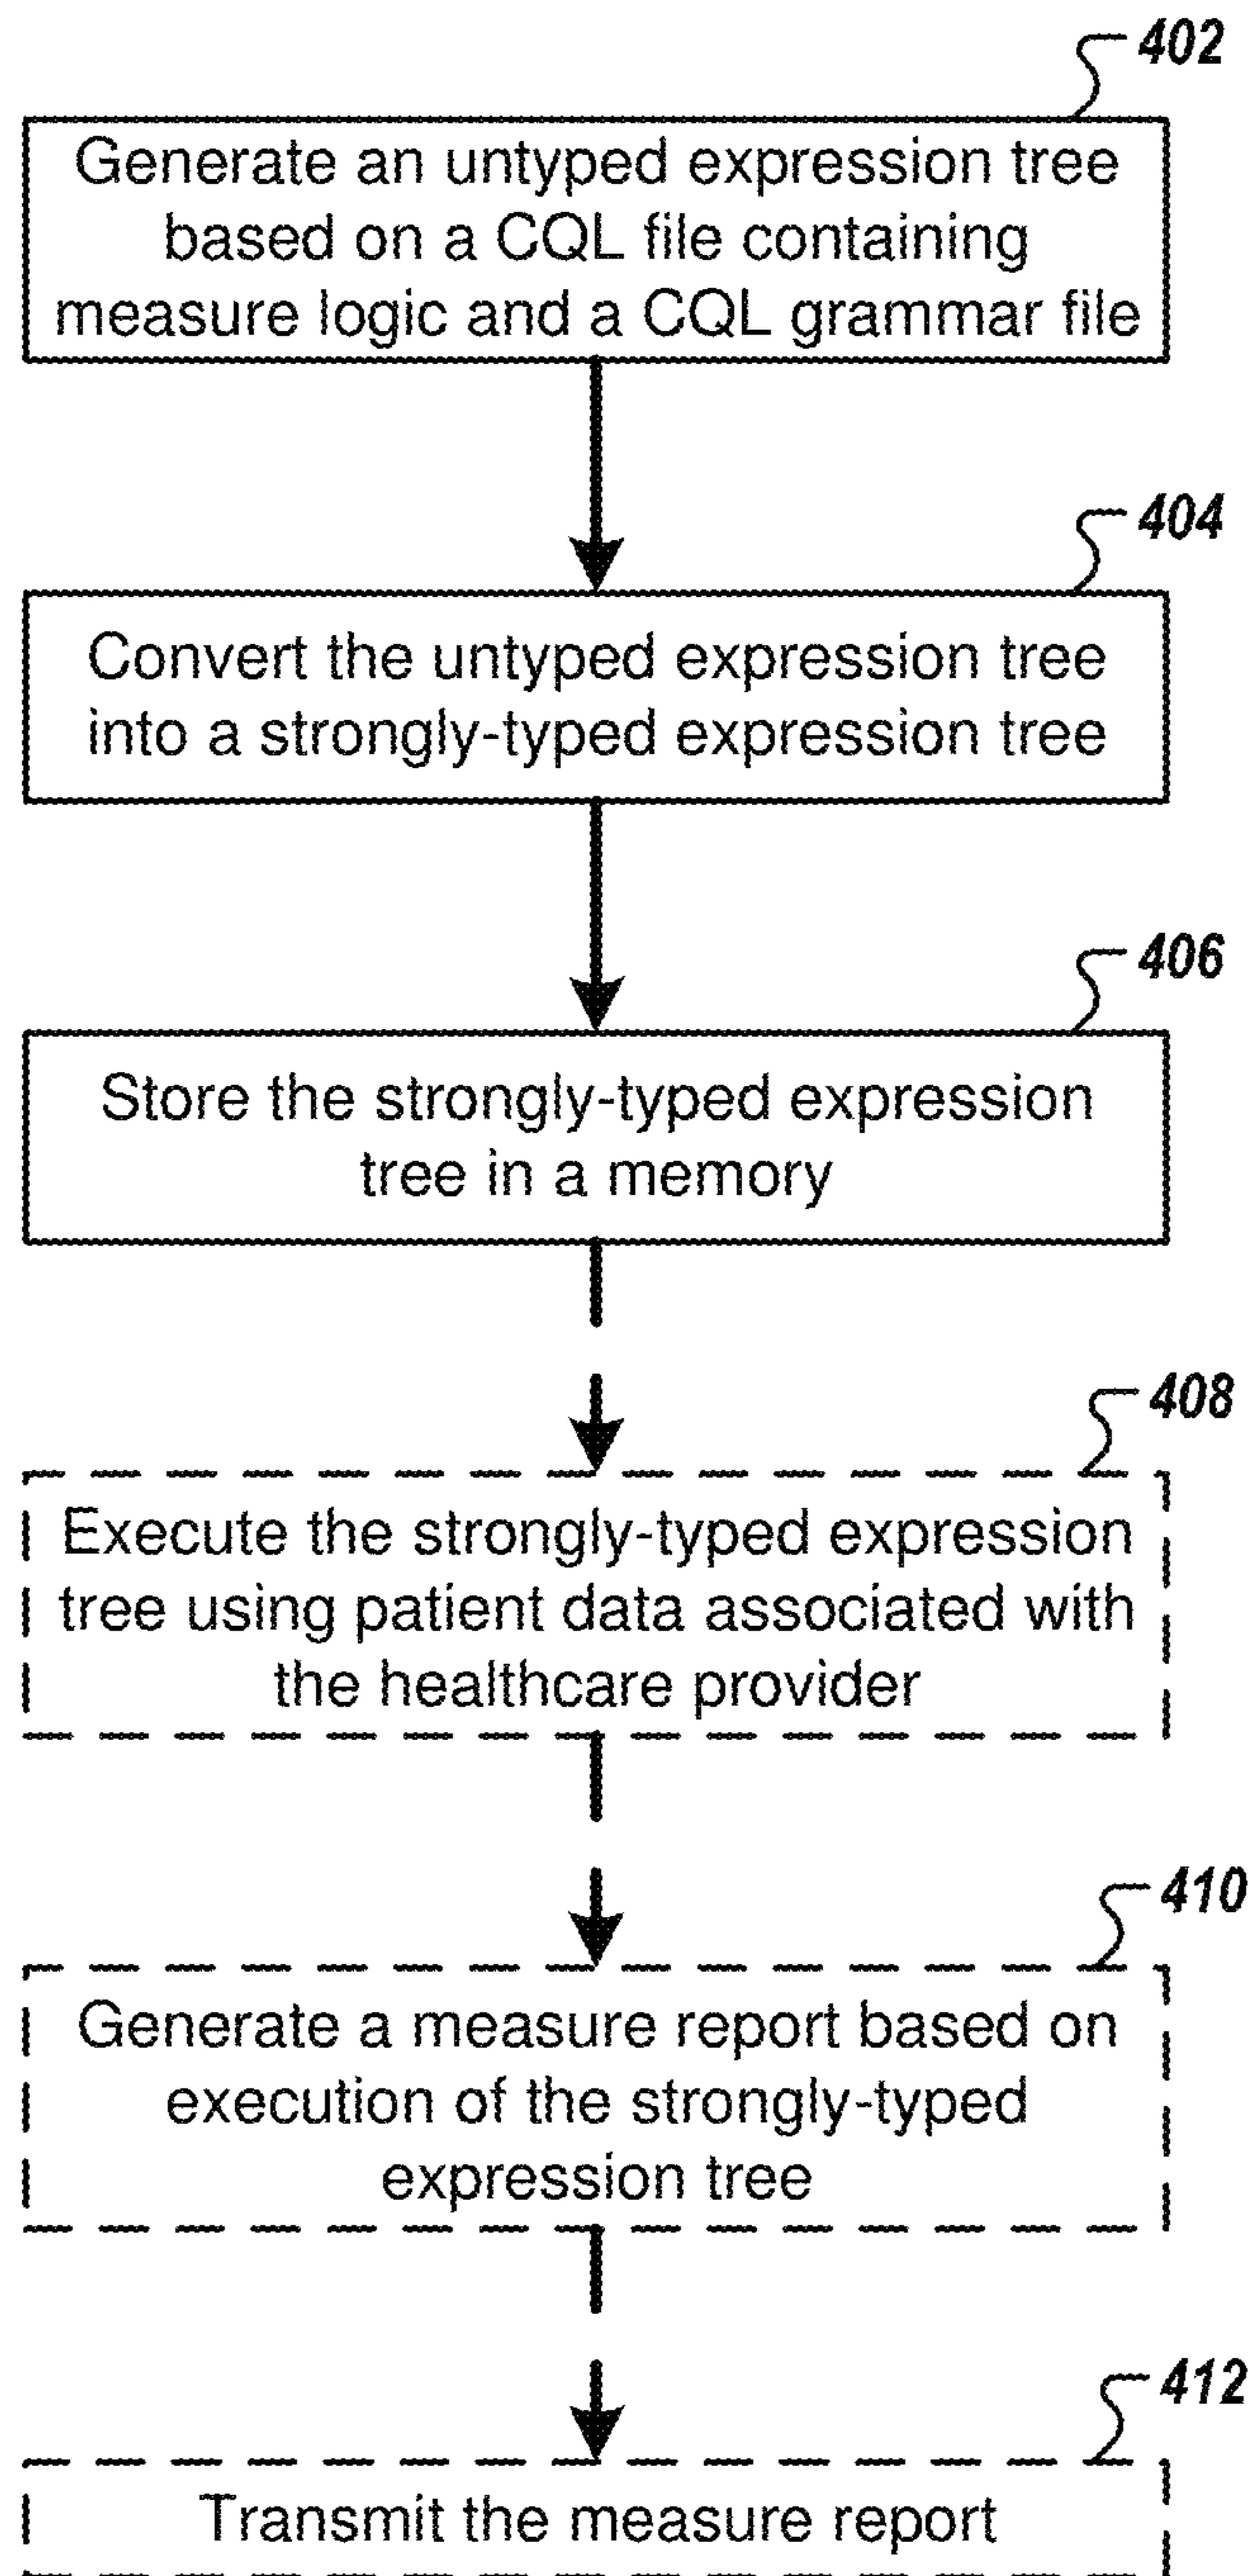 402
Generate an untyped expression tree
based on a CQL file containing
measure logic and a CQL grammar file
404
Convert the untyped expression tree
into a strongly-typed expression tree
406
Store the strongly-typed expression
tree in a memory
408
Execute the strongly-typed expression
tree using patient data associated with
the healthcare provider
410
Generate a measure report based on
execution of the strongly-typed
expression tree
412
Transmit the measure report